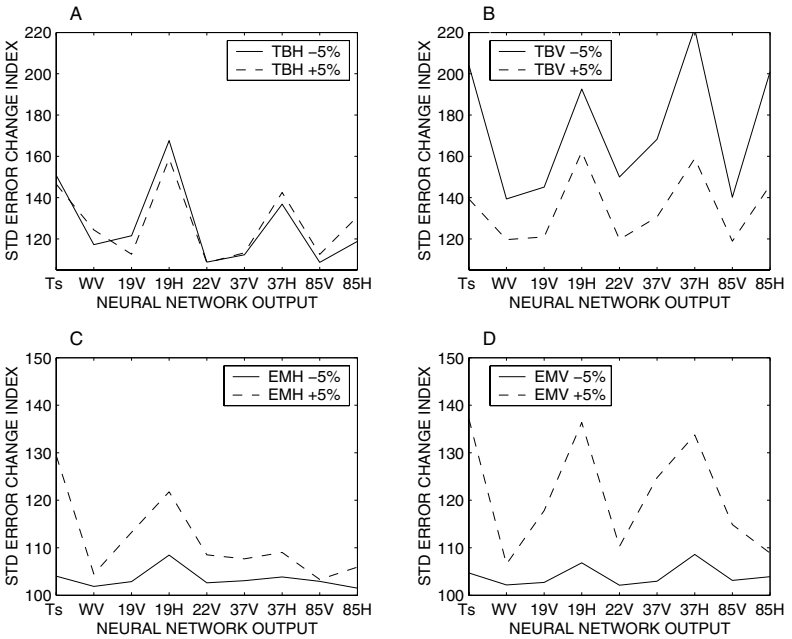 A
220
200
180
160
140
120
STD ERROR CHANGE INDEX
TBH −5%
TBH +5%
Ts WV 19V 19H 22V 37V 37H 85V 85H
NEURAL NETWORK OUTPUT
B
220
200
180
160
140
120
STD ERROR CHANGE INDEX
TBV −5%
TBV +5%
Ts WV 19V 19H 22V 37V 37H 85V 85H
NEURAL NETWORK OUTPUT
C
150
140
130
120
110
100
STD ERROR CHANGE INDEX
EMH −5%
EMH +5%
Ts WV 19V 19H 22V 37V 37H 85V 85H
NEURAL NETWORK OUTPUT
D
150
140
130
120
110
100
STD ERROR CHANGE INDEX
EMV −5%
EMV +5%
Ts WV 19V 19H 22V 37V 37H 85V 85H
NEURAL NETWORK OUTPUT